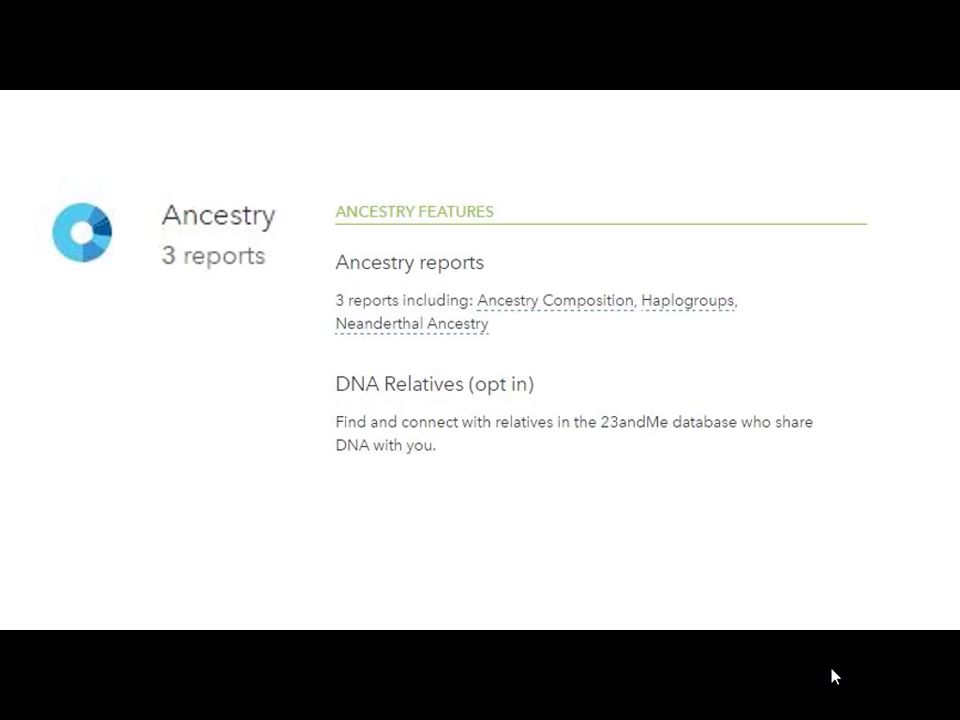 Ancestry
3 reports
ANCESTRY FEATURES
Ancestry reports
3 reports including: Ancestry Composition, Haplogroups,
Neanderthal Ancestry
DNA Relatives (opt in)
Find and connect with relatives in the 23andMe database who share
DNA with you.